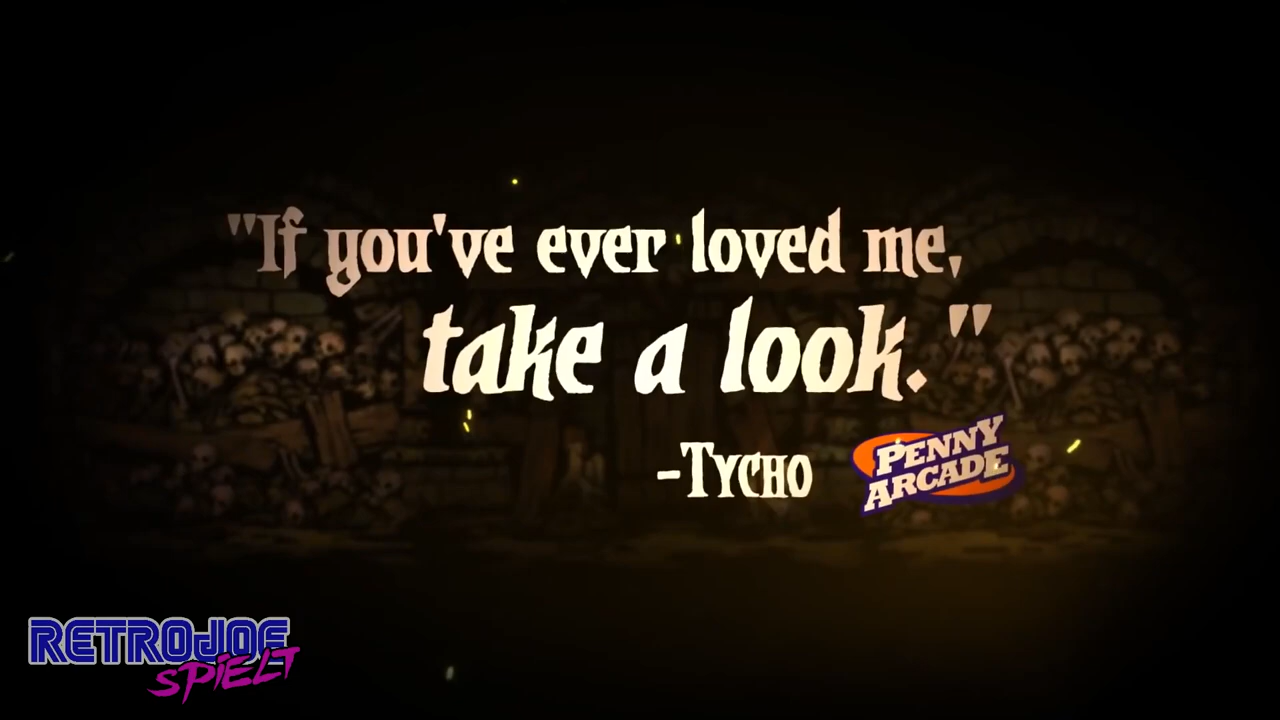 "If you've ever loved me,
take a look."
-Tycho
PENNY
ARCADE
RETROJOE
SPIELT